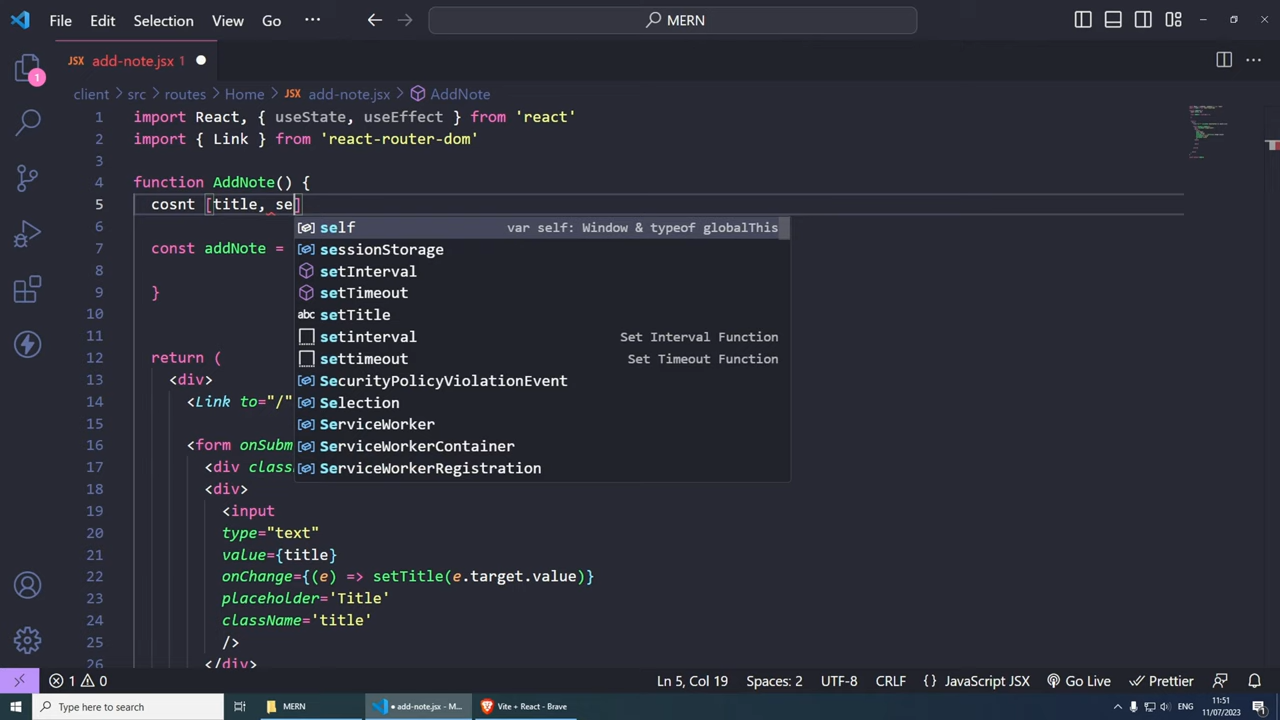 File Edit Selection View Go ··· MERN
JSX add-note.jsx 1
client > src > routes > Home > JSX add-note.jsx > AddNote
1 import React, { useState, useEffect } from 'react'
2 import { Link } from 'react-router-dom'
3
4 function AddNote() {
5 cosnt [title, se]
6 self var self: Window & typeof globalThis
sessionStorage
7 const addNote =
8 setInterval
9 } setTimeout
10 setTitle
11 setinterval Set Interval Function
12 return ( settimeout Set Timeout Function
13 <div> SecurityPolicyViolationEvent
14 <Link to="/" Selection
15 ServiceWorker
16 <form onSubm ServiceWorkerContainer
17 <div class ServiceWorkerRegistration
18 <div>
19 <input
20 type="text"
21 value={title}
22 onChange={(e) => setTitle(e.target.value)}
23 placeholder='Title'
24 className='title'
25 />
26 </div>
1 0 Ln 5, Col 19 Spaces: 2 UTF-8 CRLF {} JavaScript JSX Go Live Prettier
Type here to search MERN • add-note.jsx - M... Vite + React - Brave ENG 11:51
11/07/2023 1